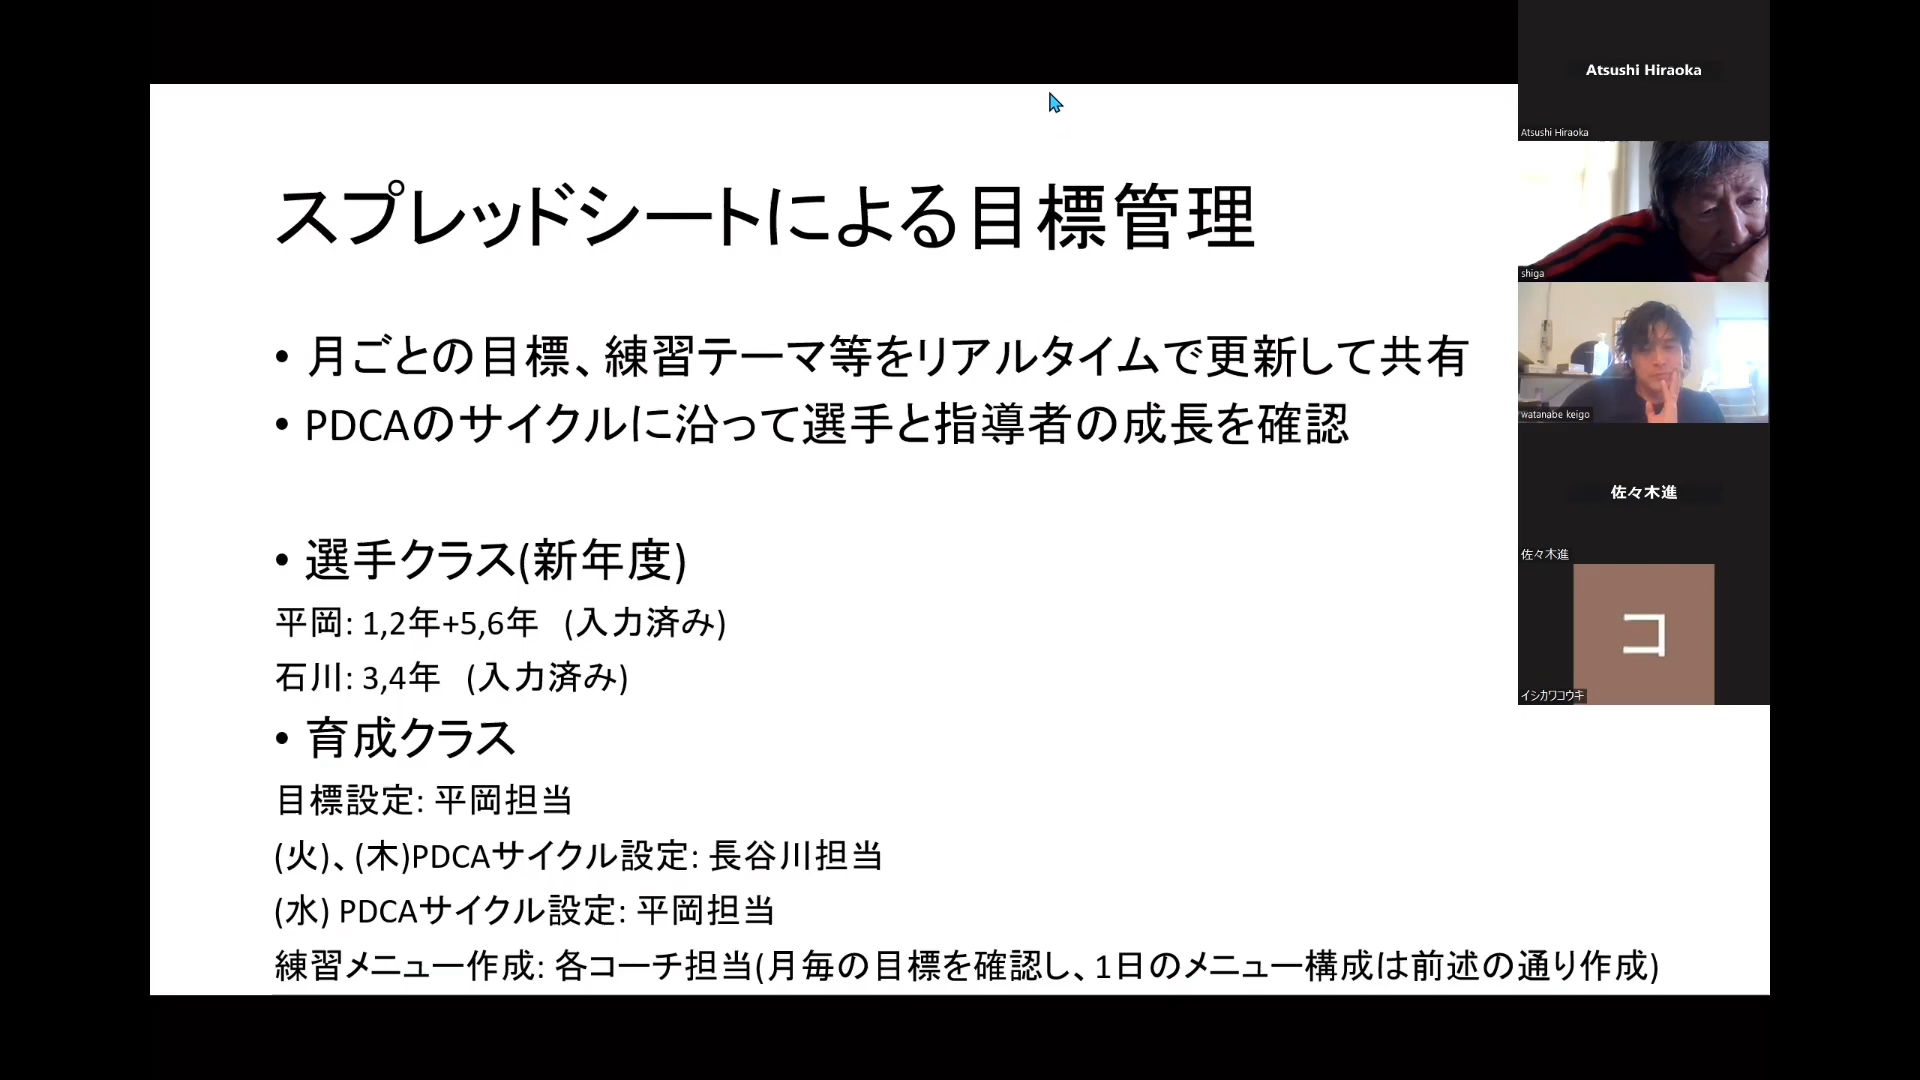 スプレッドシートによる目標管理
• 月ごとの目標、練習テーマ等をリアルタイムで更新して共有
• PDCAのサイクルに沿って選手と指導者の成長を確認
• 選手クラス(新年度)
平岡: 1,2年+5,6年 (入力済み)
石川: 3,4年 (入力済み)
• 育成クラス
目標設定: 平岡担当
(火)、(木)PDCAサイクル設定: 長谷川担当
(水) PDCAサイクル設定: 平岡担当
練習メニュー作成: 各コーチ担当(月毎の目標を確認し、1日のメニュー構成は前述の通り作成)
Atsushi Hiraoka
Atsushi Hiraoka
shiga
watanabe keigo
佐々木進
佐々木進
コ
イシカワコウキ